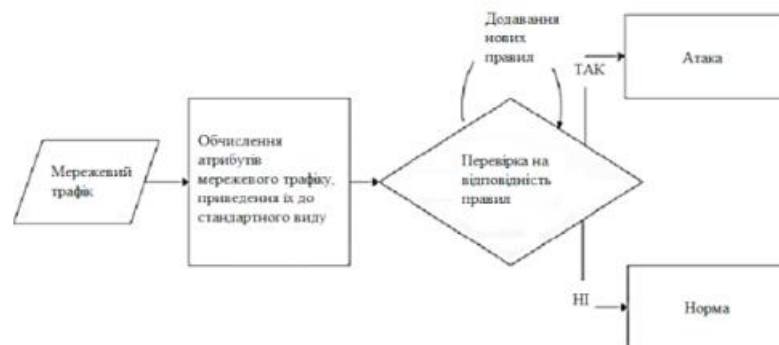 Додавання
нових
правил
ТАК
Атака
Мережевий
трафік
Обчислення
атрибутів
мережевого трафіку,
приведення їх до
стандартного виду
Перевірка на
відповідність
правил
НІ
Норма